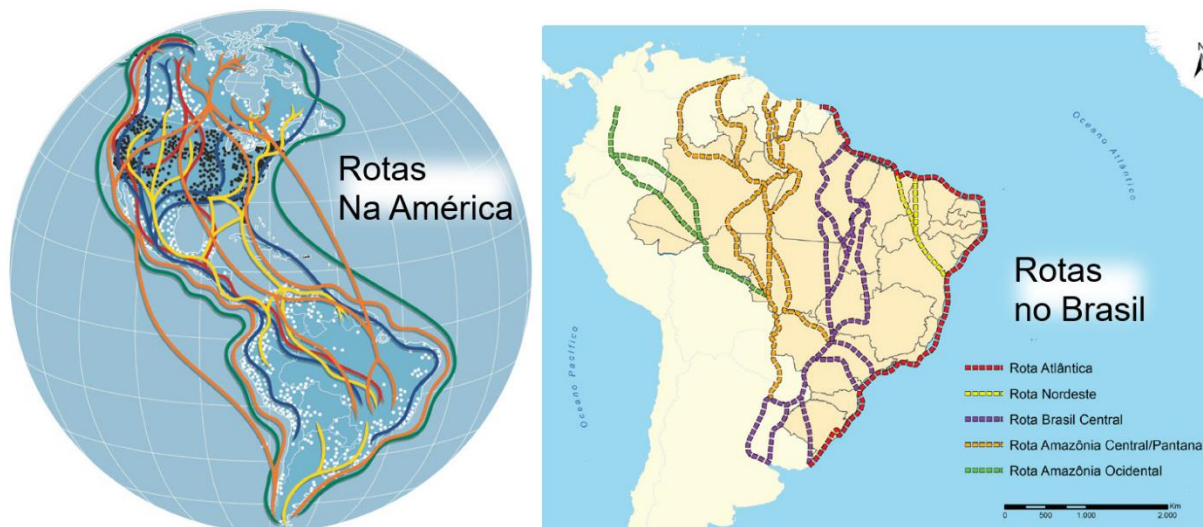 Rotas
Na América
N
Oceano Atlântico
Oceano Pacífico
Rotas
no Brasil
Rota Atlântica
Rota Nordeste
Rota Brasil Central
Rota Amazônia Central/Pantana
Rota Amazônia Ocidental
Km
0 500 1.000 2.000